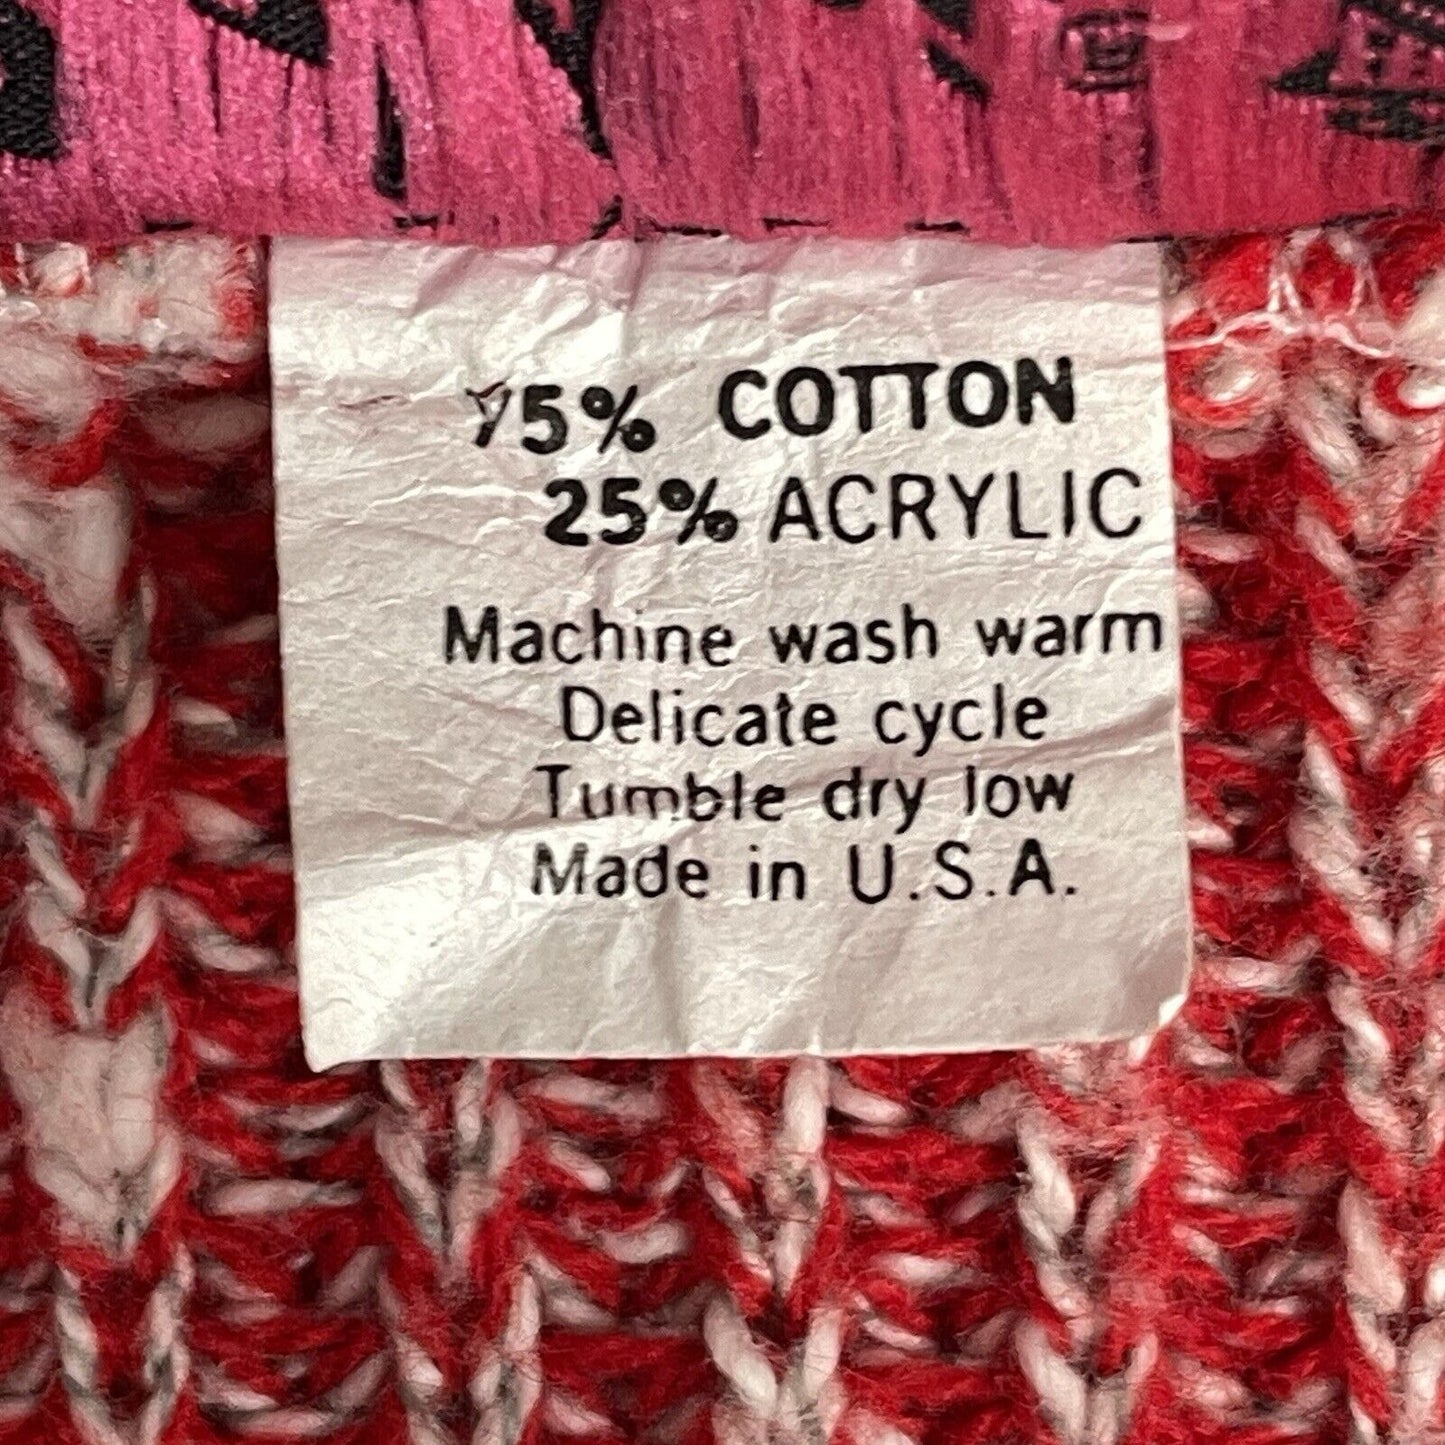 75% COTTON
25% ACRYLIC
Machine wash warm
Delicate cycle
Tumble dry low
Made in U.S.A.